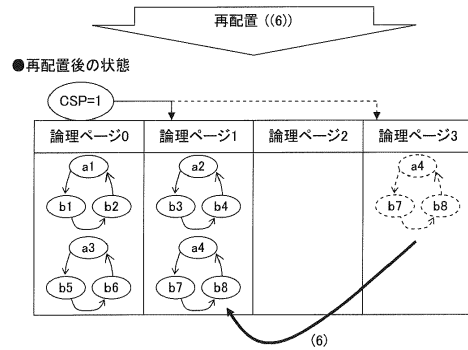 再配置((6))
●再配置後の状態
CSP=1
論理ページ0 論理ページ1 論理ページ2 論理ページ3
a1 a2 a4
b1 b2 b3 b4 b7 b8
a3 a4
b5 b6 b7 b8
(6)